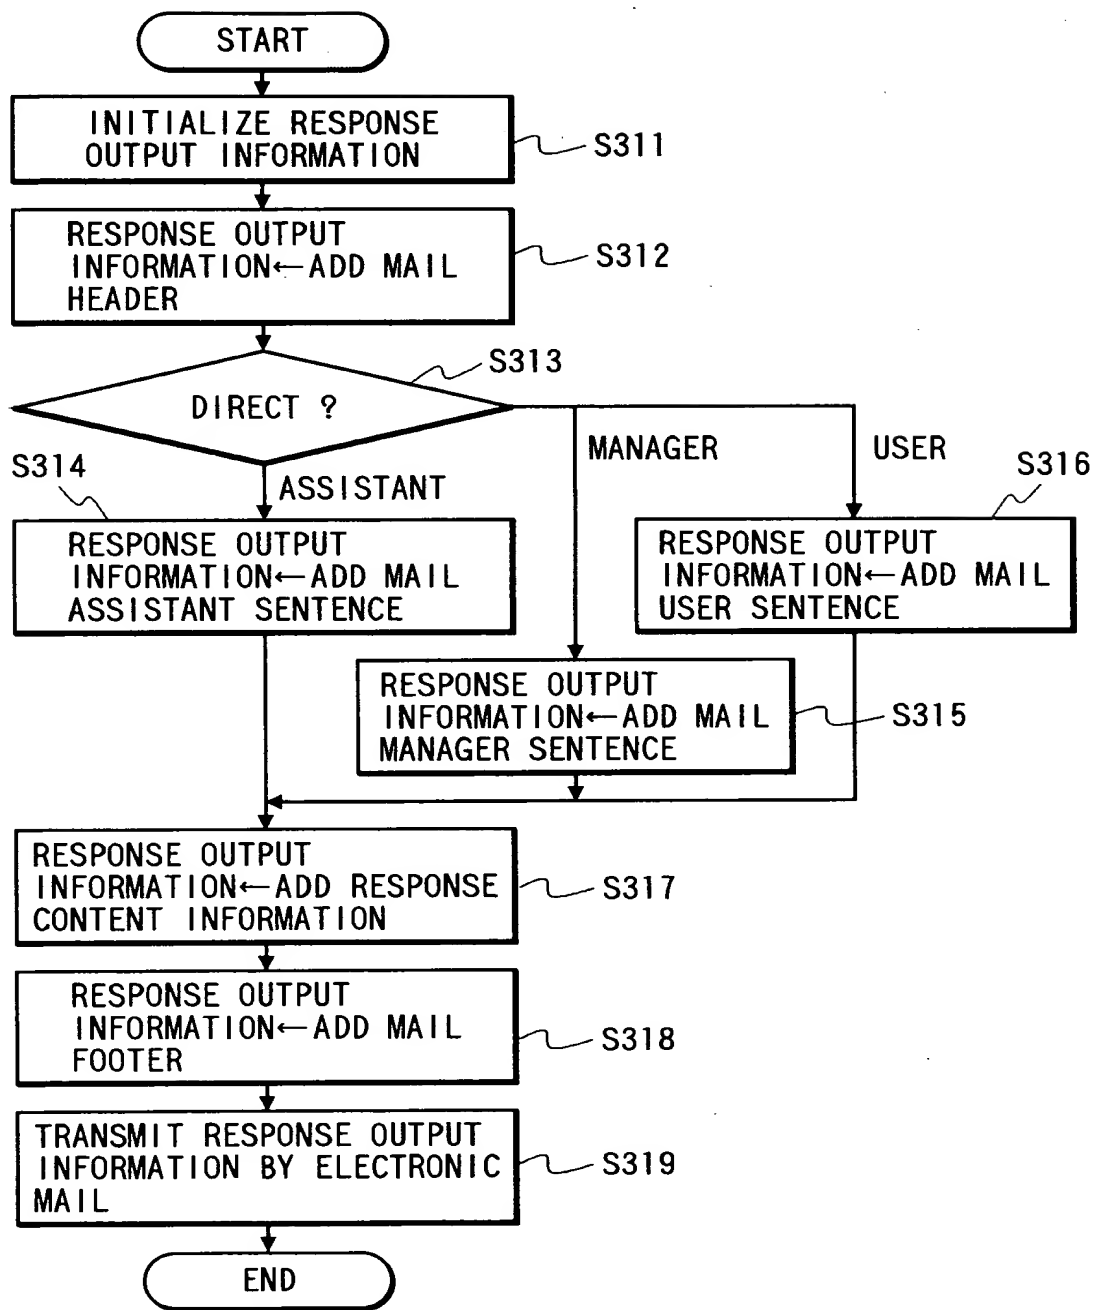 START
INITIALIZE RESPONSE
OUTPUT INFORMATION
S311
RESPONSE OUTPUT
INFORMATION←ADD MAIL
HEADER
S312
DIRECT ?
S313
ASSISTANT
MANAGER
USER
S314
RESPONSE OUTPUT
INFORMATION←ADD MAIL
ASSISTANT SENTENCE
S316
RESPONSE OUTPUT
INFORMATION←ADD MAIL
USER SENTENCE
RESPONSE OUTPUT
INFORMATION←ADD MAIL
MANAGER SENTENCE
S315
RESPONSE OUTPUT
INFORMATION←ADD RESPONSE
CONTENT INFORMATION
S317
RESPONSE OUTPUT
INFORMATION←ADD MAIL
FOOTER
S318
TRANSMIT RESPONSE OUTPUT
INFORMATION BY ELECTRONIC
MAIL
S319
END